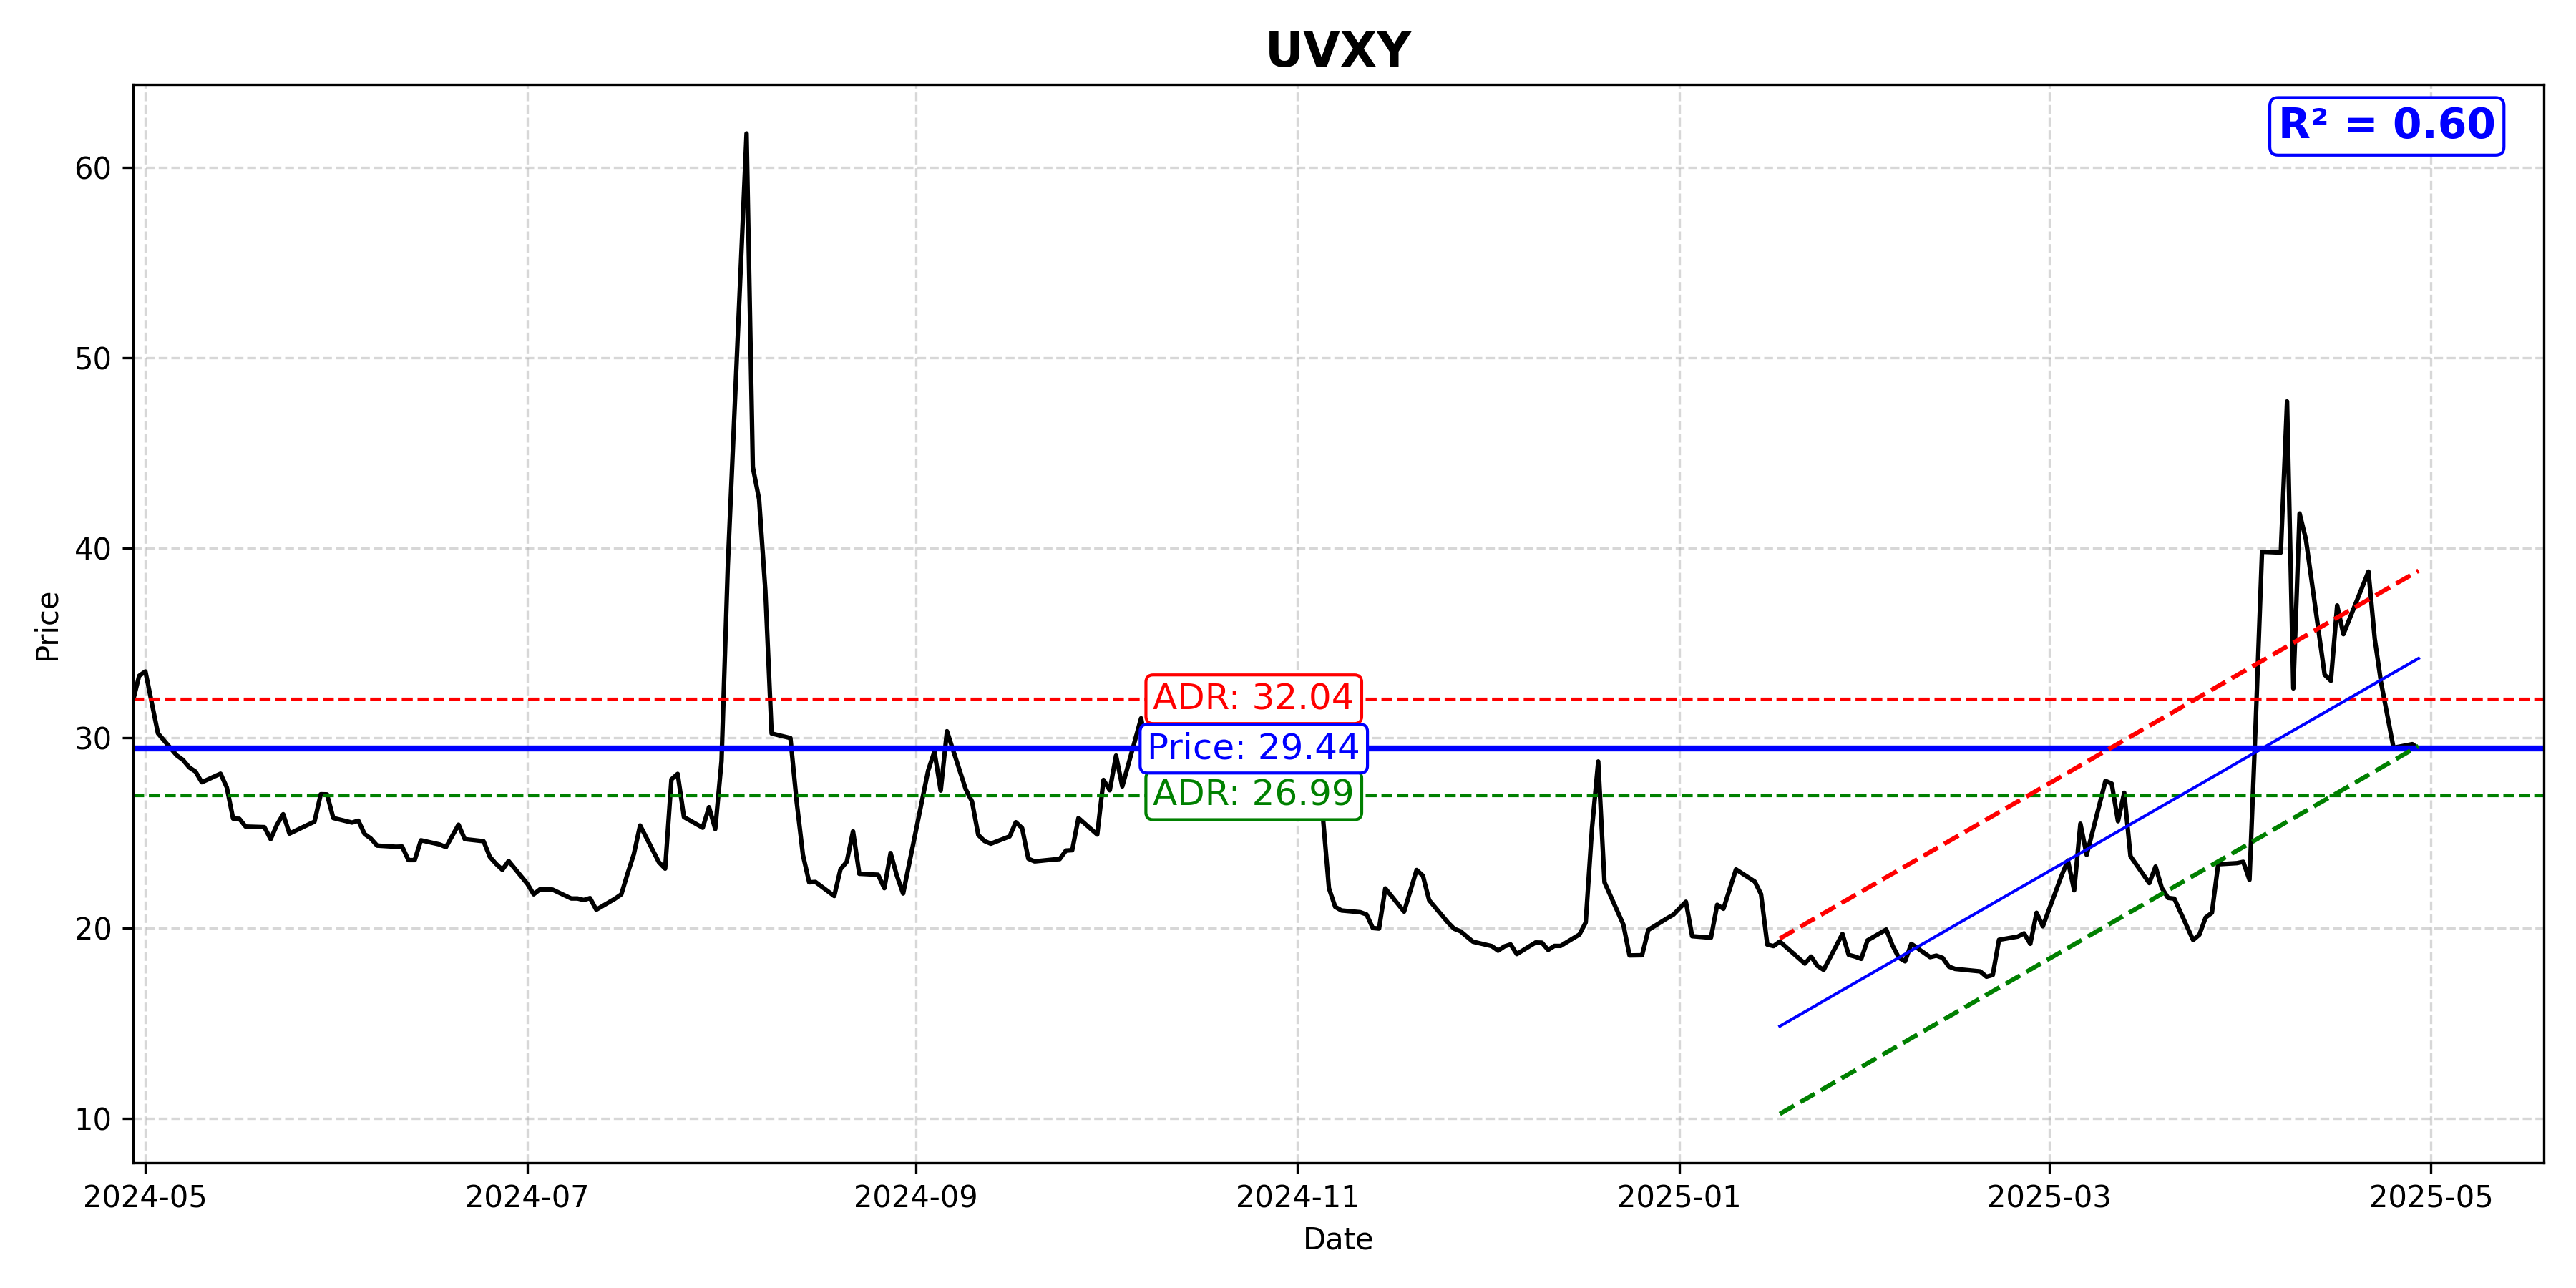 UVXY
R² = 0.60
60
50
40
30
20
10
Price
ADR: 32.04
Price: 29.44
ADR: 26.99
2024-05
2024-07
2024-09
2024-11
2025-01
2025-03
2025-05
Date